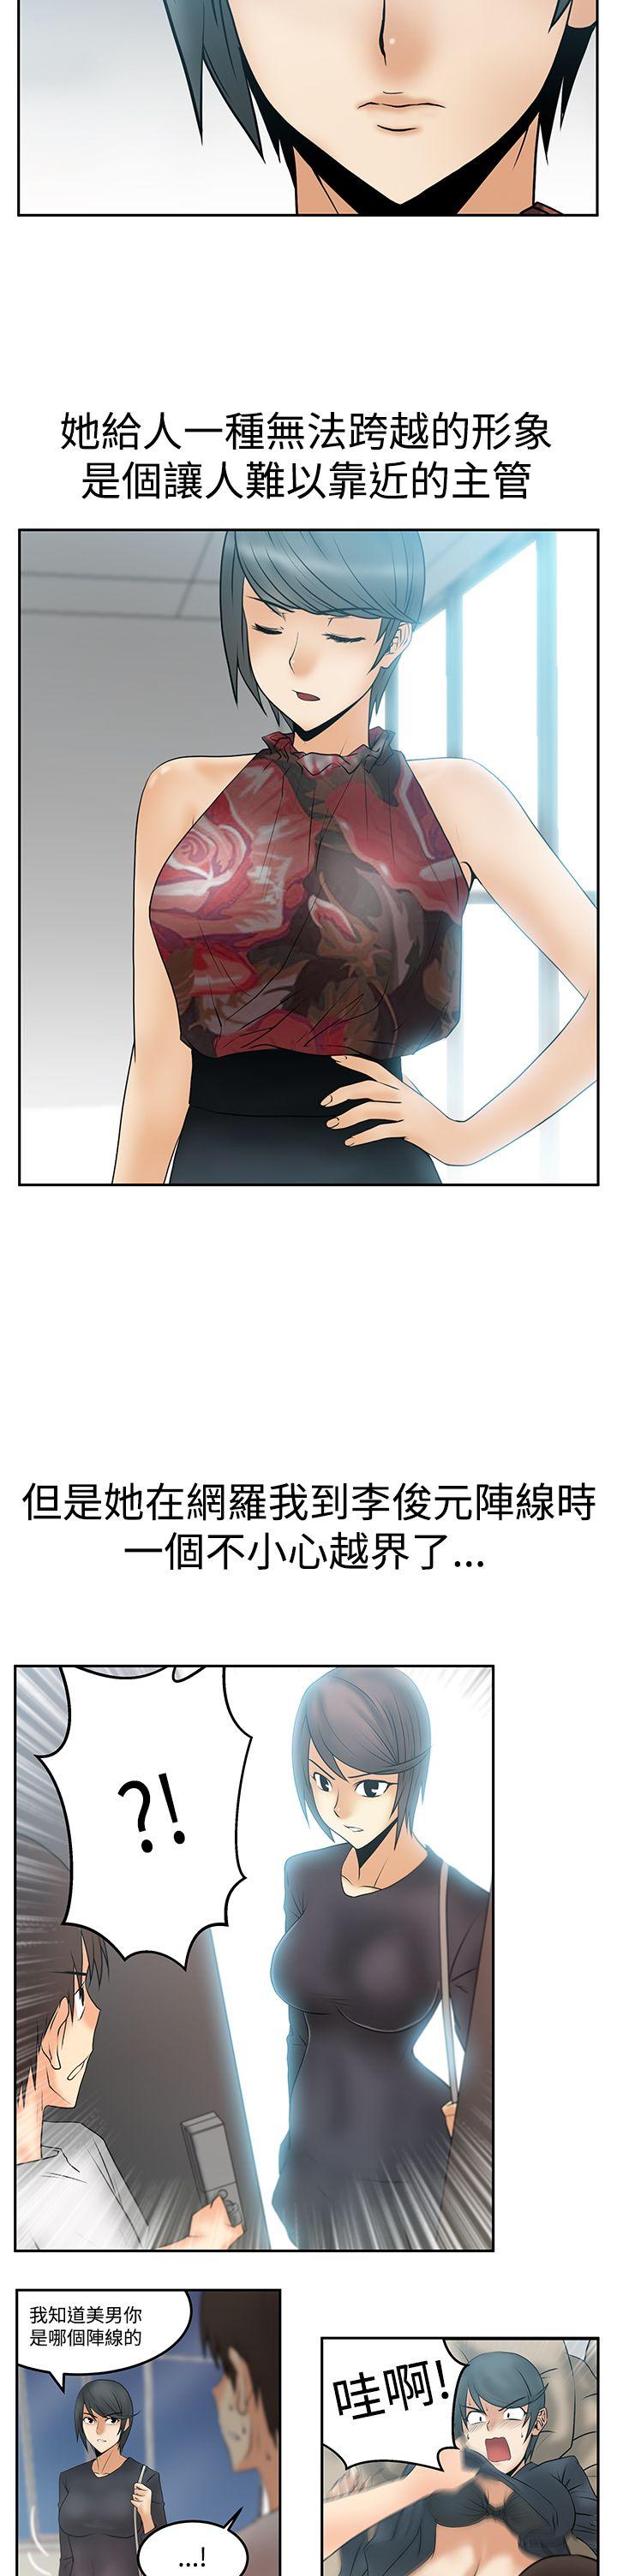 她給人一種無法跨越的形象
是個讓人難以靠近的主管
但是她在網羅我到李俊元陣線時
一個不小心越界了...
?!
我知道美男你
是哪個陣線的
哇啊!
...!